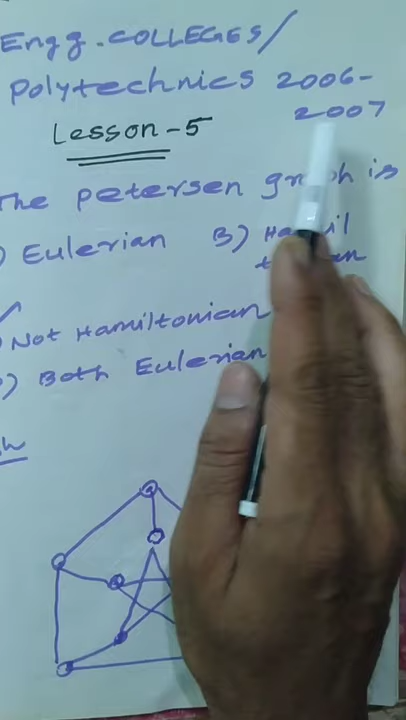 Engg. COLLEGES/
Polytechnics 2006-
2007
Lesson-5
The petersen graph is
) Eulerian B)
) Not Hamiltonian
) Both Eulerian